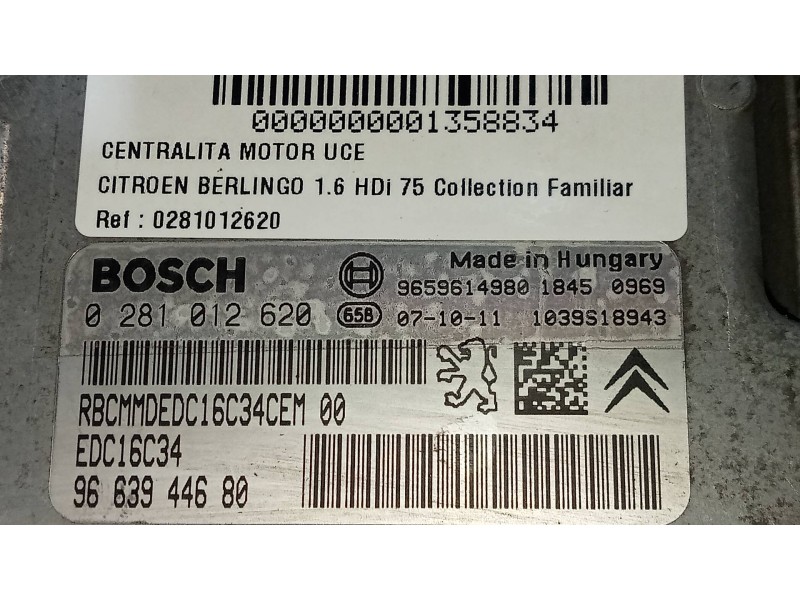 0000000001358834
CENTRALITA MOTOR UCE
CITROEN BERLINGO 1.6 HDi 75 Collection Familiar
Ref : 0281012620
BOSCH
Made in Hungary
9659614980 1845 0969
0 281 012 620 65B 07-10-11 1039S18943
RBCMMDEDC16C34CEM 00
EDC16C34
96 639 446 80